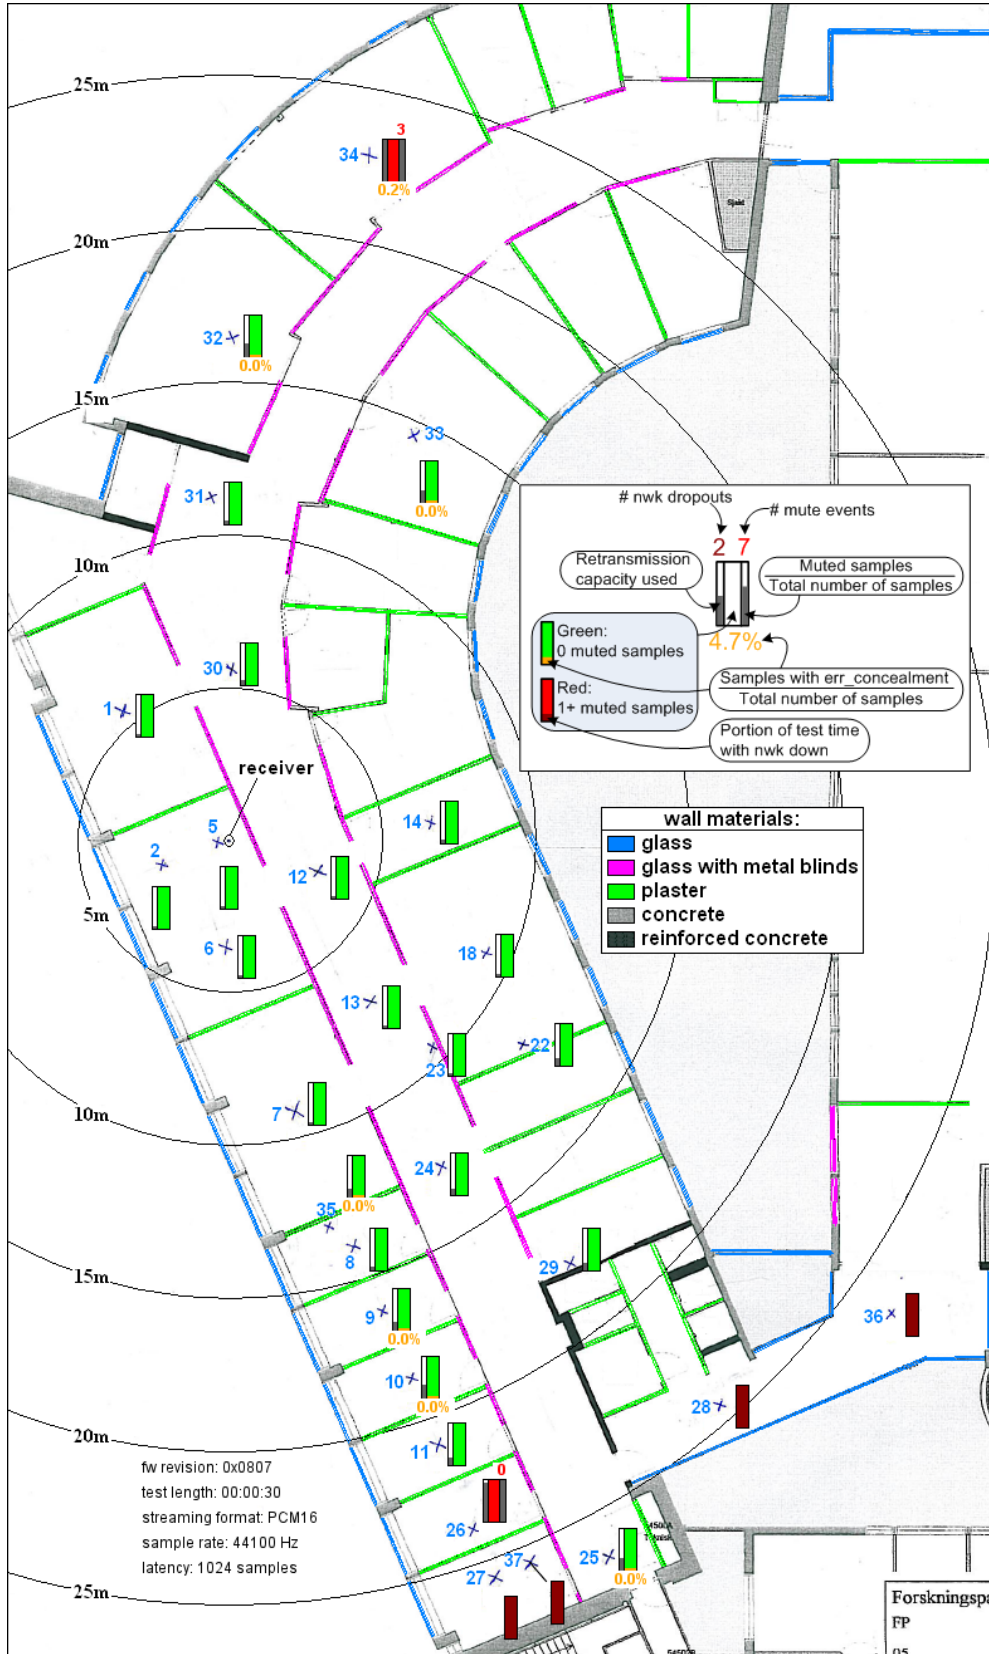 25m
3
34
0.2%
Sjakt
20m
32
0.0%
15m
33
31
0.0%
# nwk dropouts
# mute events
2 7
Retransmission
capacity used
Muted samples
Total number of samples
4.7%
Green:
0 muted samples
Samples with err_concealment
Total number of samples
Red:
1+ muted samples
Portion of test time
with nwk down
10m
30
1
receiver
5
2
14
12
wall materials:
glass
glass with metal blinds
plaster
concrete
reinforced concrete
5m
6
18
13
22
23
7
10m
24
35
0.0%
8
29
15m
9
0.0%
36
10
0.0%
28
20m
11
fw revision: 0x0807
test length: 00:00:30
streaming format: PCM16
sample rate: 44100 Hz
latency: 1024 samples
0
26
25
0.0%
37
27
25m
Forskningspa
FP
05